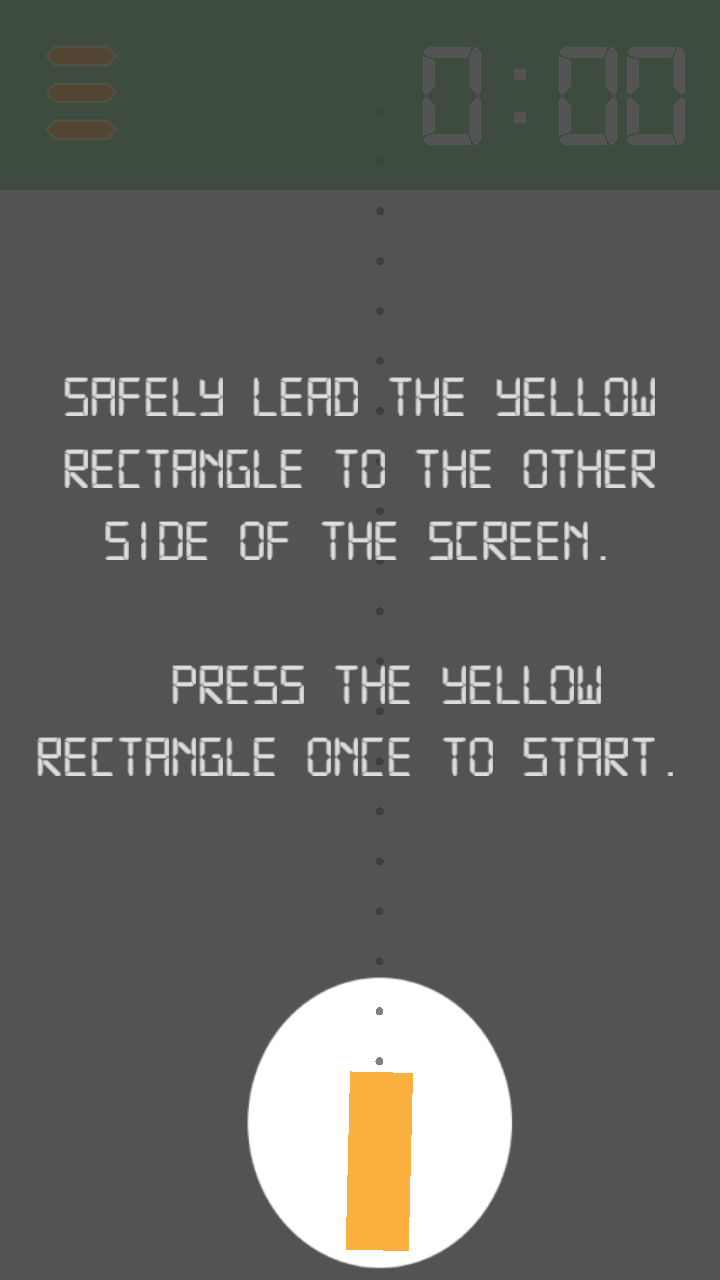 0:00
SAFELY LEAD THE YELLOW
RECTANGLE TO THE OTHER
SIDE OF THE SCREEN.
PRESS THE YELLOW
RECTANGLE ONCE TO START.